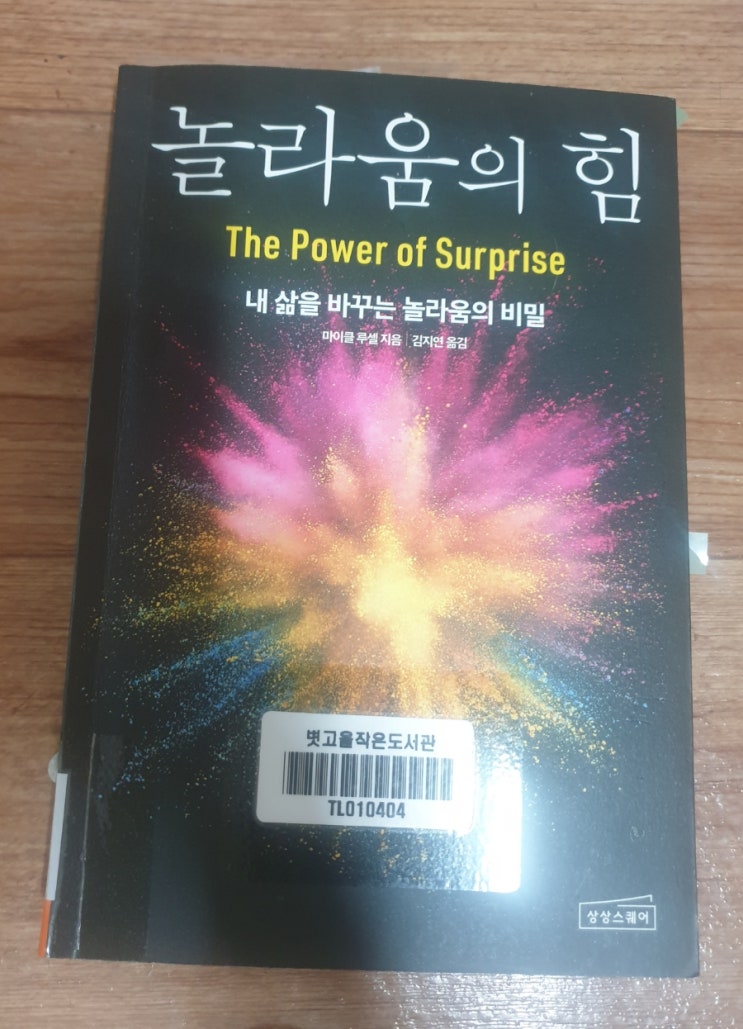 놀라움의 힘
The Power of Surprise
내 삶을 바꾸는 놀라움의 비밀
마이클 루셀 지음 | 김지연 옮김
볏고을작은도서관
TL010404
상상스퀘어